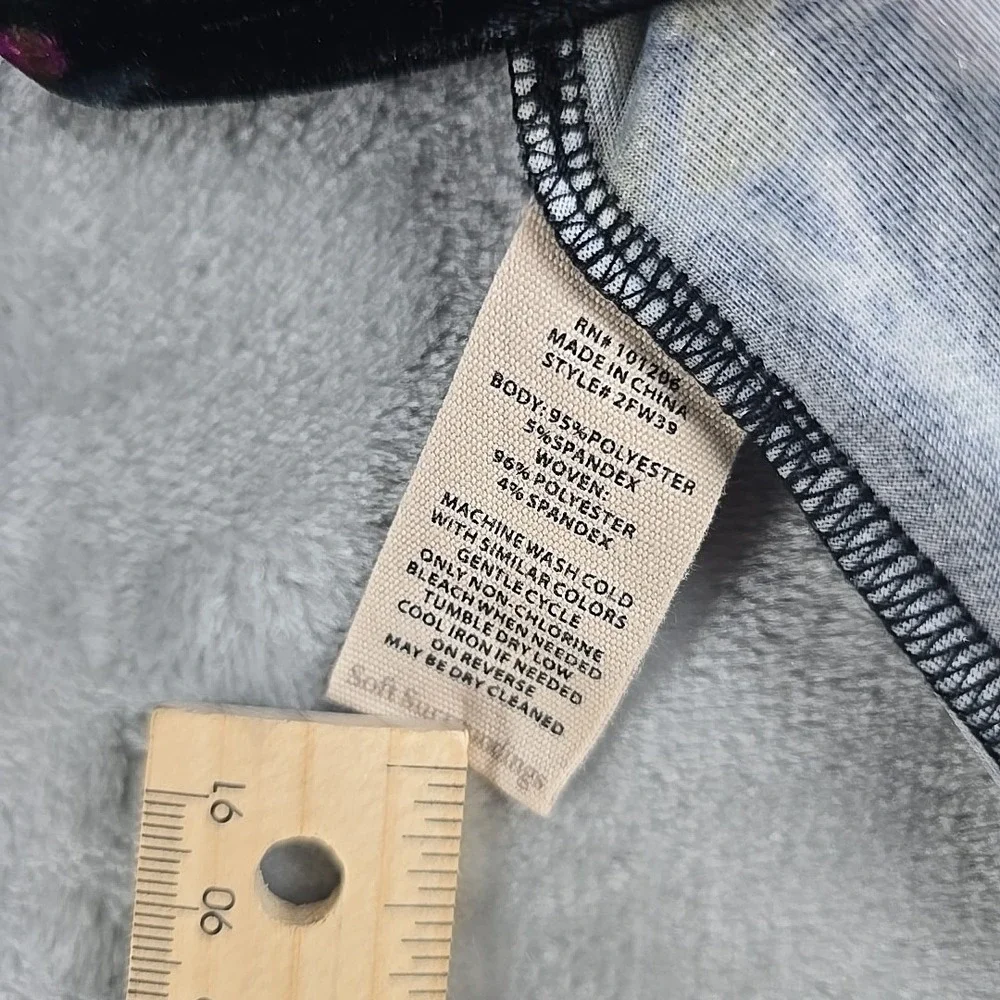 RN# 101206
MADE IN CHINA
STYLE# 2FW39
BODY: 95%POLYESTER
5%SPANDEX
WOVEN:
96% POLYESTER
4% SPANDEX
MACHINE WASH COLD
WITH SIMILAR COLORS
GENTLE CYCLE
ONLY NON-CHLORINE
BLEACH WHEN NEEDED
TUMBLE DRY LOW
COOL IRON IF NEEDED
ON REVERSE
MAY BE DRY CLEANED
Soft
91
90